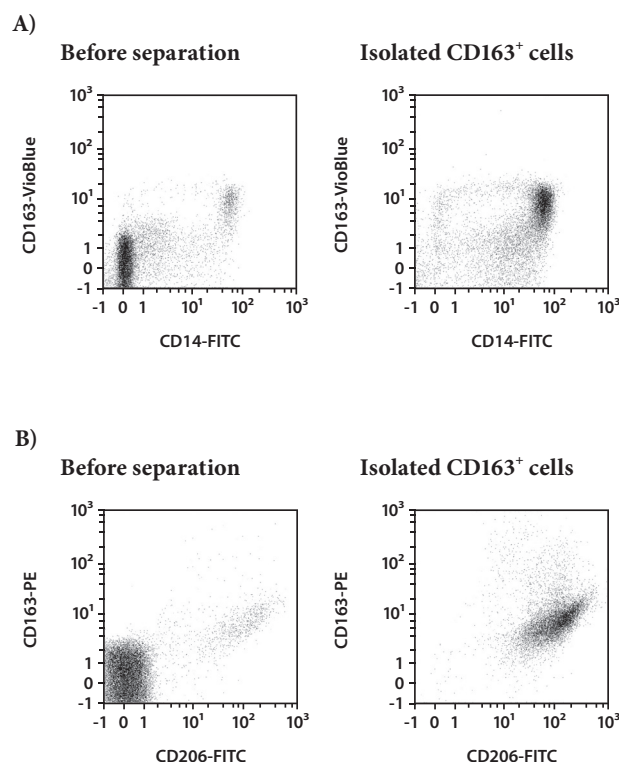 A)
Before separation
Isolated CD163⁺ cells
10³
10²
10¹
1
0
-1
CD163-VioBlue
-1 0 1 10¹ 10² 10³
CD14-FITC
10³
10²
10¹
1
0
-1
CD163-VioBlue
-1 0 1 10¹ 10² 10³
CD14-FITC
B)
Before separation
Isolated CD163⁺ cells
10³
10²
10¹
1
0
-1
CD163-PE
-1 0 1 10¹ 10² 10³
CD206-FITC
10³
10²
10¹
1
0
-1
CD163-PE
-1 0 1 10¹ 10² 10³
CD206-FITC